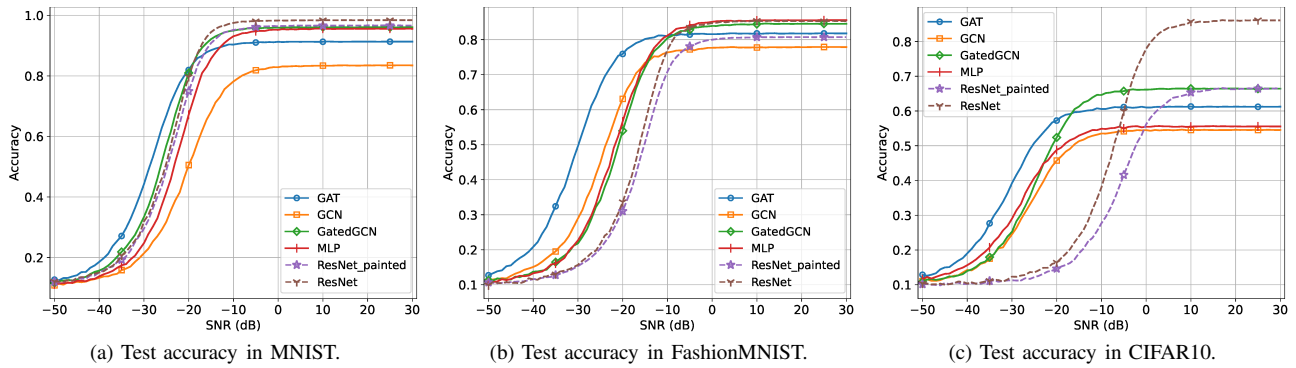 1.0
0.8
0.6
0.4
0.2
Accuracy
GAT
GCN
GatedGCN
MLP
ResNet_painted
ResNet
−50 −40 −30 −20 −10 0 10 20 30
SNR (dB)
(a) Test accuracy in MNIST.
0.9
0.8
0.7
0.6
0.5
0.4
0.3
0.2
0.1
Accuracy
GAT
GCN
GatedGCN
MLP
ResNet_painted
ResNet
−50 −40 −30 −20 −10 0 10 20 30
SNR (dB)
(b) Test accuracy in FashionMNIST.
0.9
0.8
0.7
0.6
0.5
0.4
0.3
0.2
0.1
Accuracy
GAT
GCN
GatedGCN
MLP
ResNet_painted
ResNet
−50 −40 −30 −20 −10 0 10 20 30
SNR (dB)
(c) Test accuracy in CIFAR10.